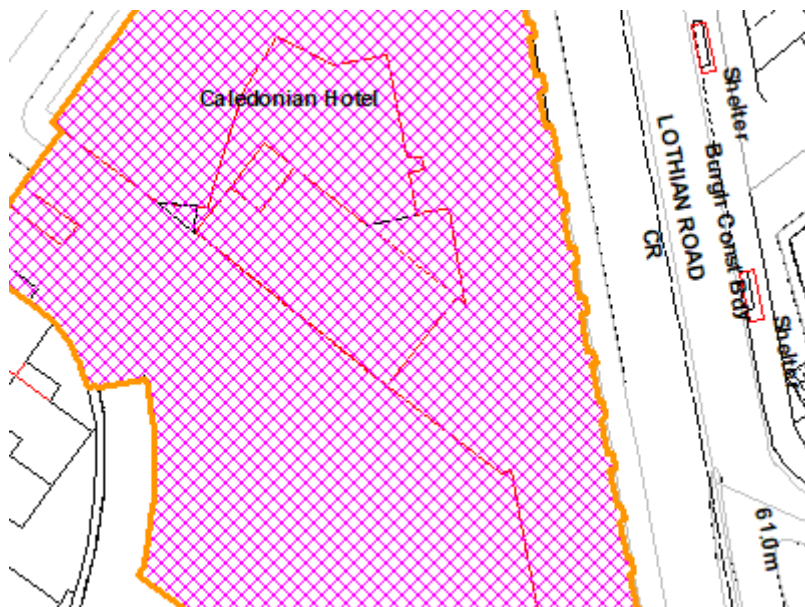 Caledonian Hotel
Shelter
LOTHIAN ROAD
CR
Burgh Const Bdy
Shelter
61.0m